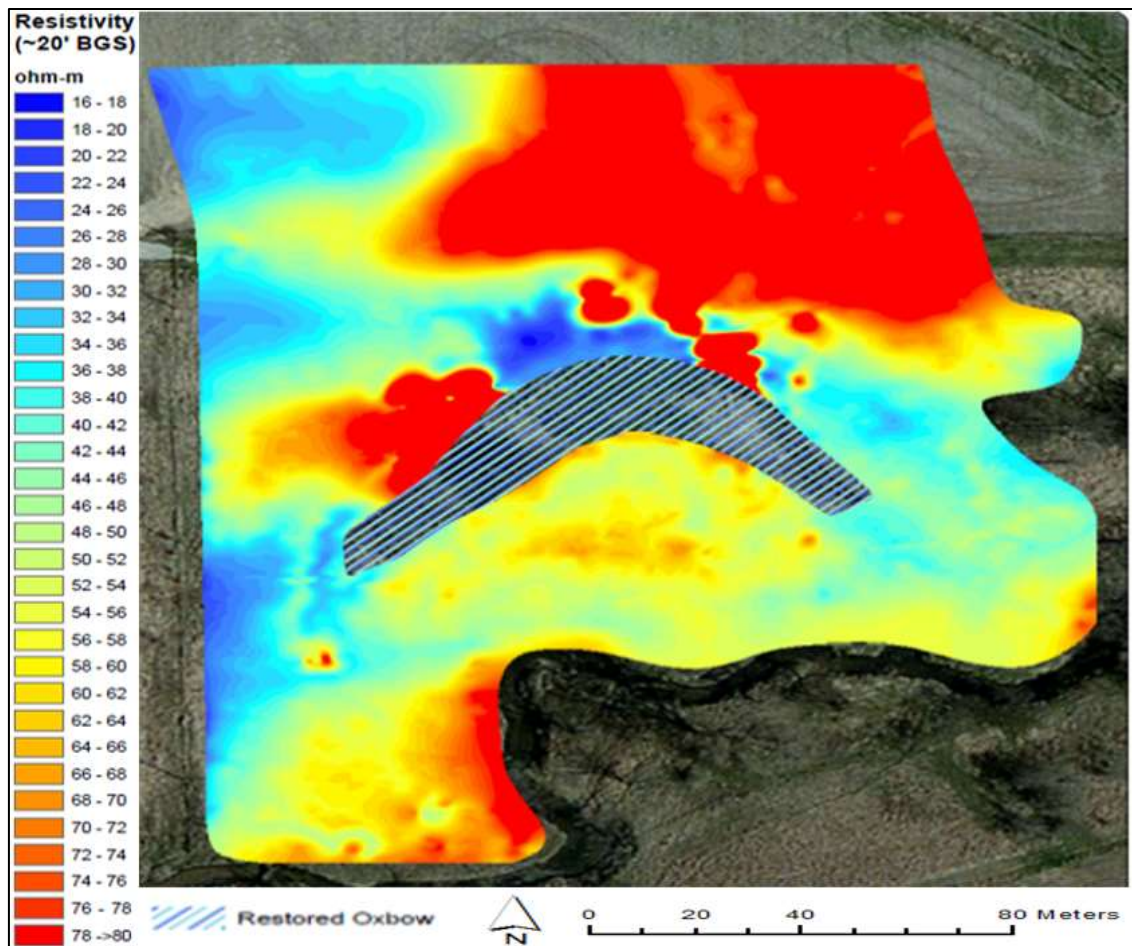 Resistivity
(~20' BGS)
ohm-m
16 - 18
18 - 20
20 - 22
22 - 24
24 - 26
26 - 28
28 - 30
30 - 32
32 - 34
34 - 36
36 - 38
38 - 40
40 - 42
42 - 44
44 - 46
46 - 48
48 - 50
50 - 52
52 - 54
54 - 56
56 - 58
58 - 60
60 - 62
62 - 64
64 - 66
66 - 68
68 - 70
70 - 72
72 - 74
74 - 76
76 - 78
78 ->80
Restored Oxbow
N
0 20 40 80 Meters